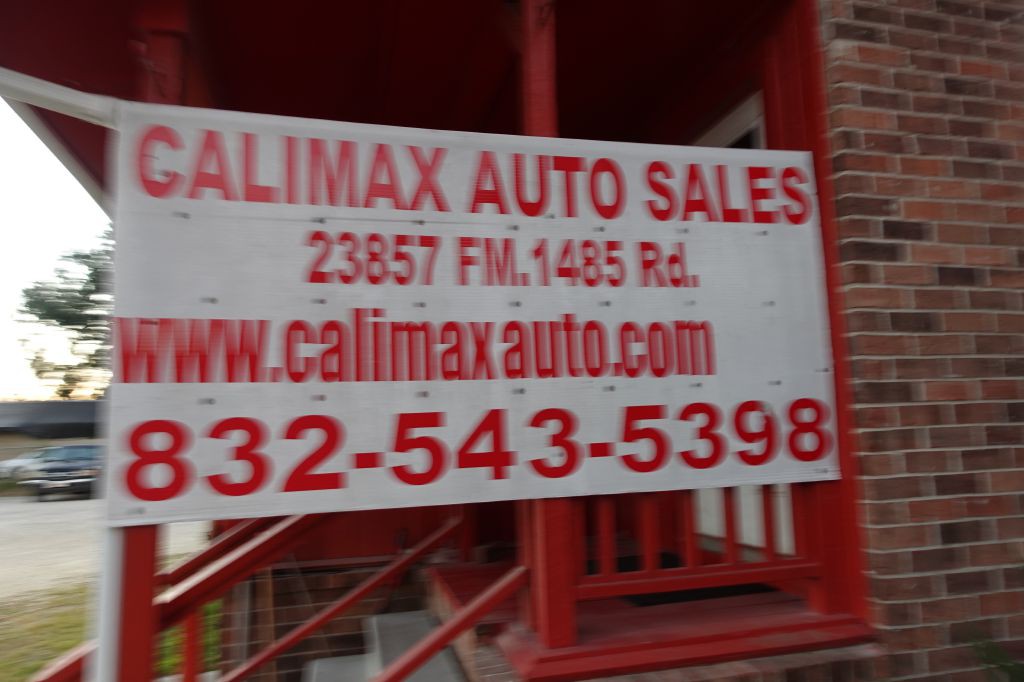 CALIMAX AUTO SALES
23857 FM.1485 Rd.
www.calimaxauto.com
832-543-5398